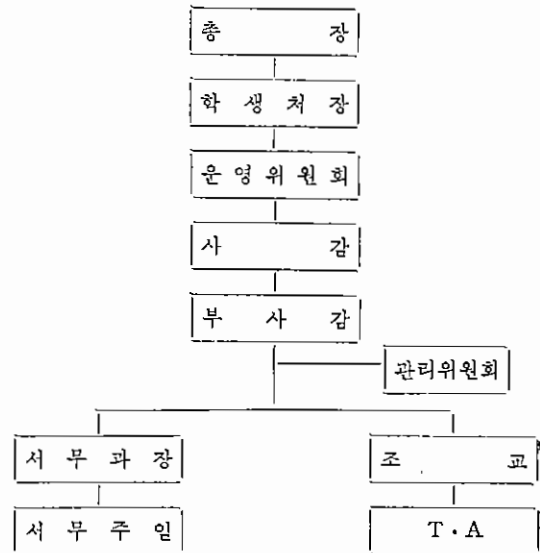 총 장
학 생 처 장
운 영 위 원 회
사 감
부 사 감
관리위원회
서 무 과 장
조 교
서 무 주 임
T·A